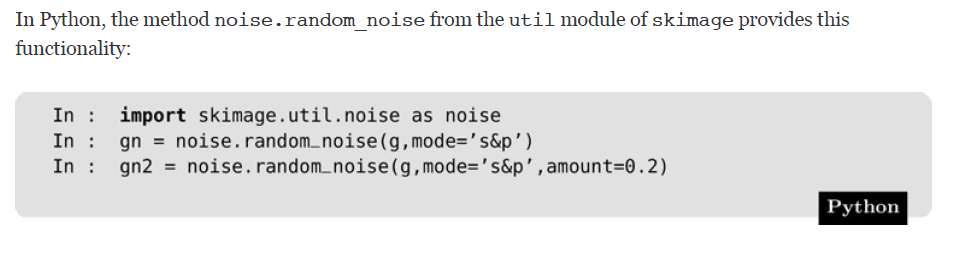 In Python, the method noise.random_noise from the util module of skimage provides this
functionality:
In : import skimage.util.noise as noise
In : gn = noise.random_noise(g,mode=’s&p’)
In : gn2 = noise.random_noise(g,mode=’s&p’,amount=0.2)
Python